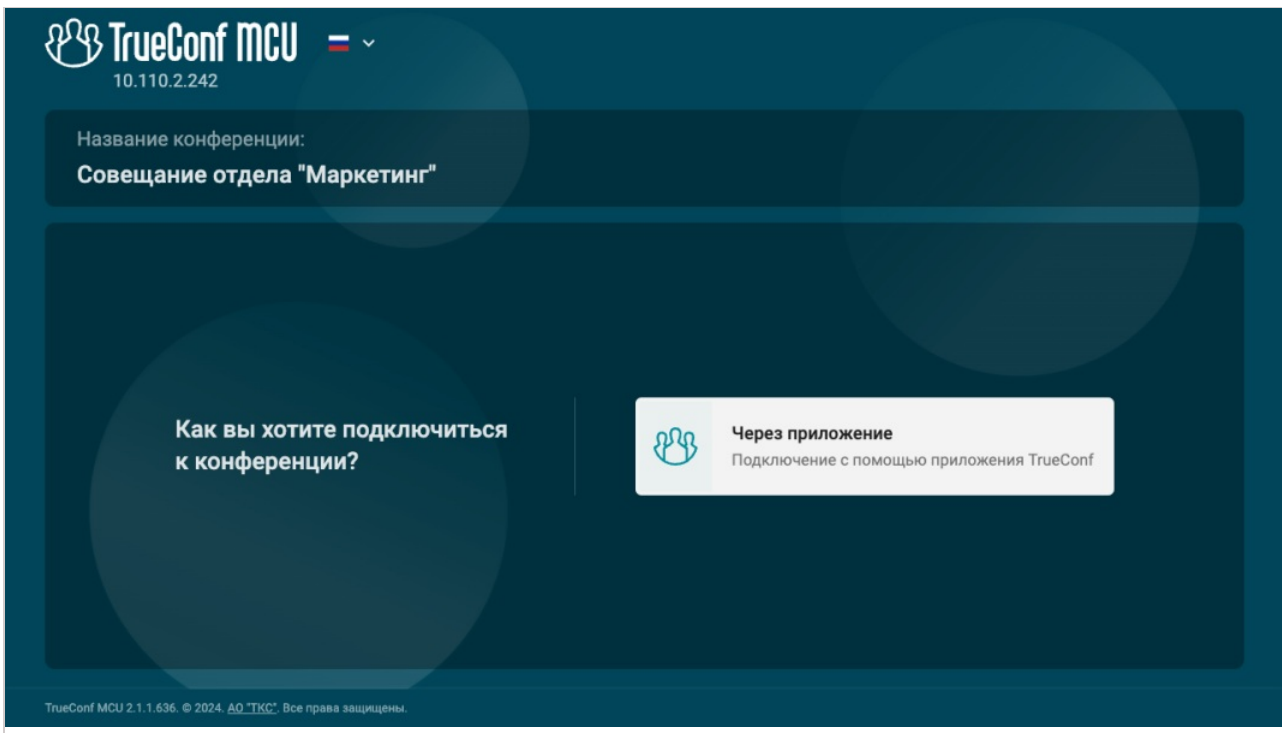 TrueConf MCU
10.110.2.242
Название конференции:
Совещание отдела "Маркетинг"
Как вы хотите подключиться
к конференции?
Через приложение
Подключение с помощью приложения TrueConf
TrueConf MCU 2.1.1.636. © 2024. АО "ТКС". Все права защищены.